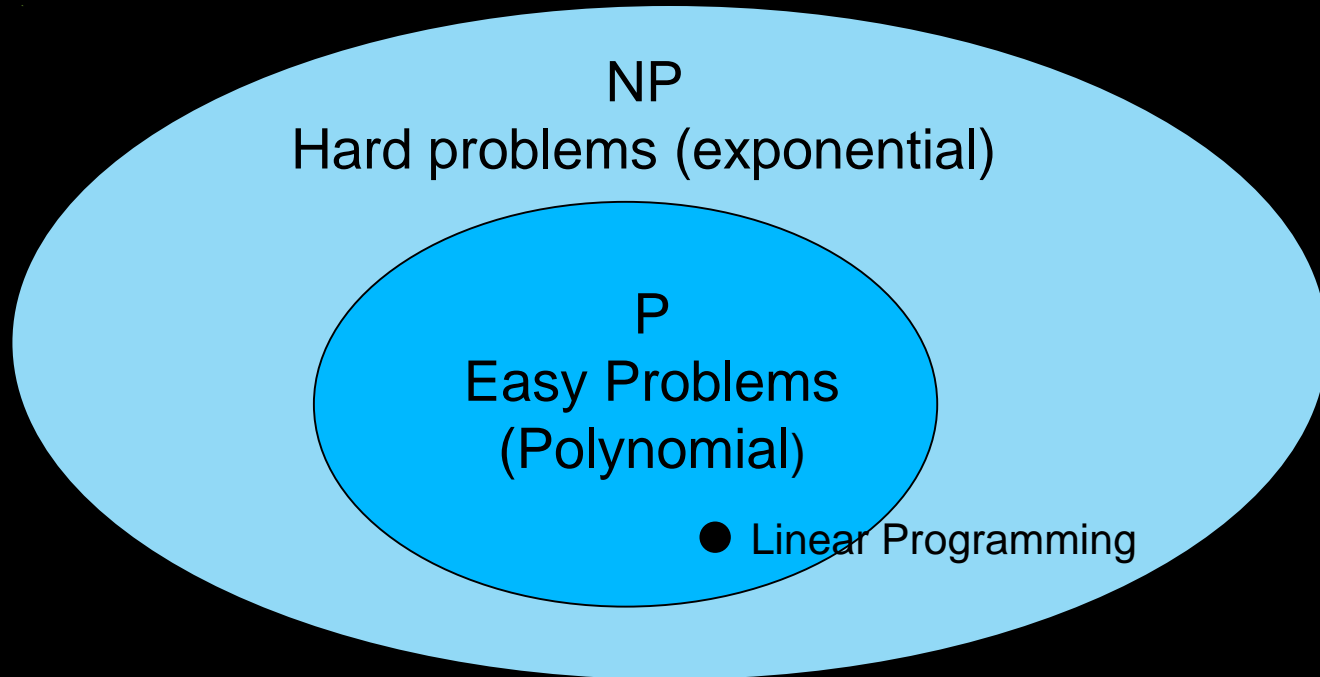 NP
Hard problems (exponential)
P
Easy Problems
(Polynomial)
Linear Programming